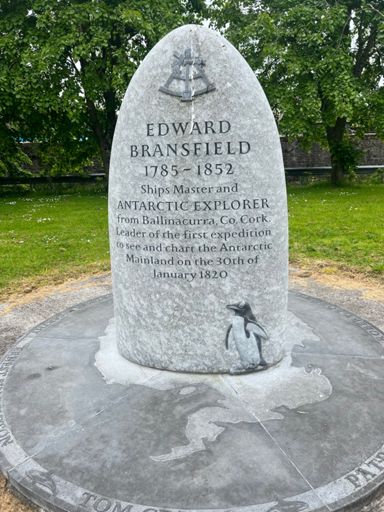 EDWARD
BRANSFIELD
1785 - 1852
Ships Master and
ANTARCTIC EXPLORER
from Ballinacurra, Co. Cork.
Leader of the first expedition
to see and chart the Antarctic
Mainland on the 30th of
January 1820
TOM